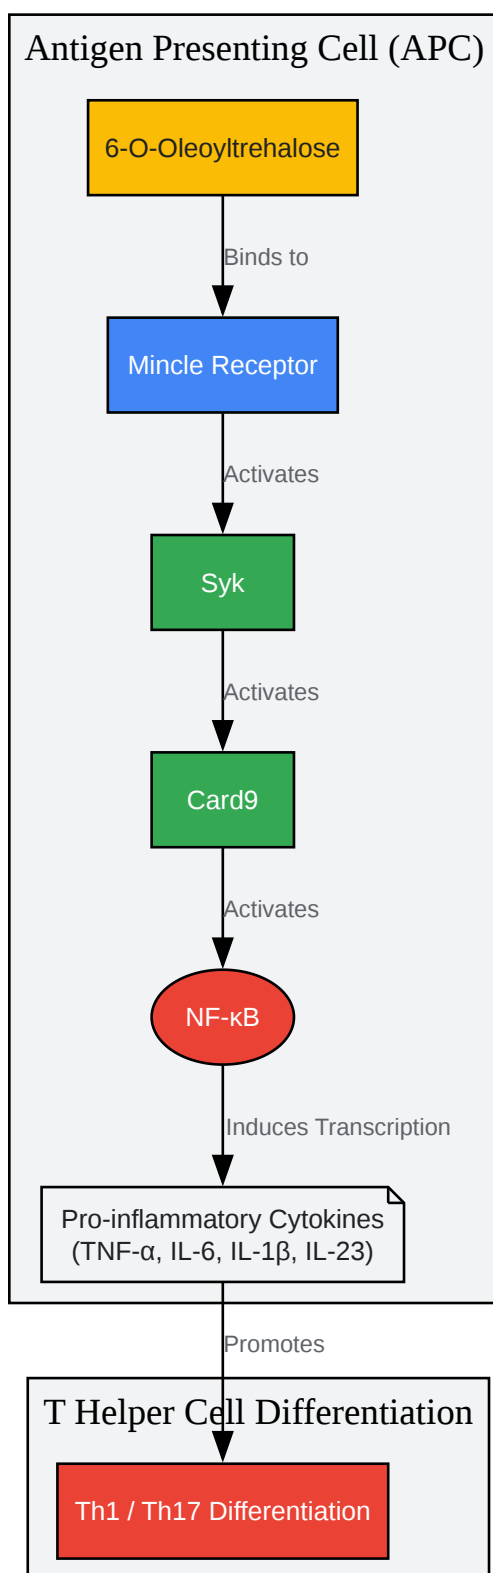 Antigen Presenting Cell (APC)
6-O-Oleoyltrehalose
Binds to
Mincle Receptor
Activates
Syk
Activates
Card9
Activates
NF-κB
Induces Transcription
Pro-inflammatory Cytokines
(TNF-α, IL-6, IL-1β, IL-23)
Promotes
T Helper Cell Differentiation
Th1 / Th17 Differentiation